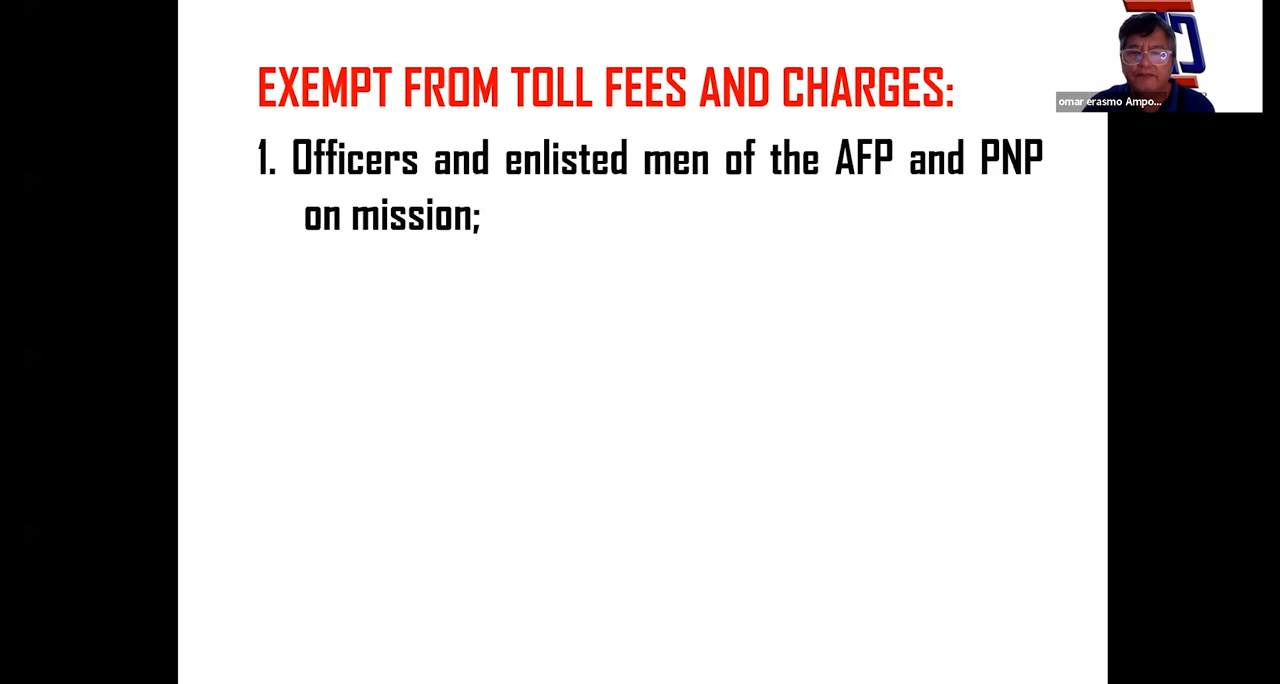 EXEMPT FROM TOLL FEES AND CHARGES:
1. Officers and enlisted men of the AFP and PNP
on mission;
omar erasmo Ampo...